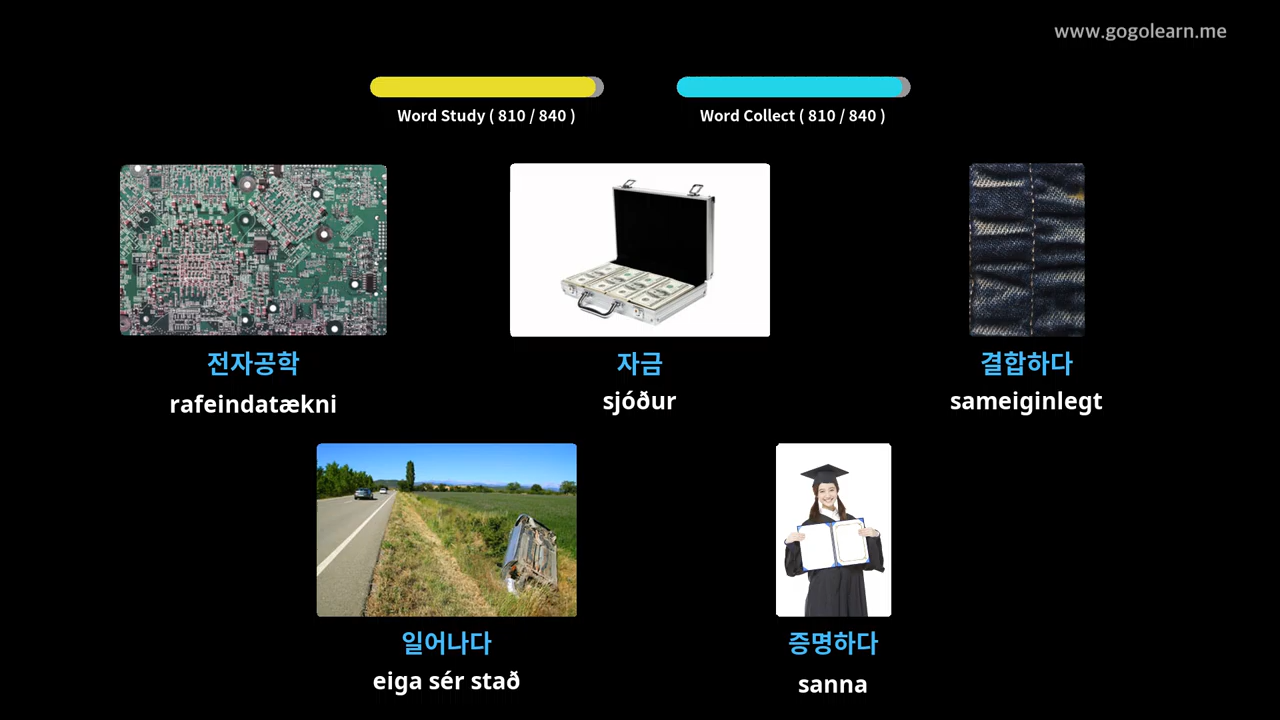 www.gogolearn.me
Word Study ( 810 / 840 )
Word Collect ( 810 / 840 )
전자공학
rafeindatækni
자금
sjóður
결합하다
sameiginlegt
일어나다
eiga sér stað
증명하다
sanna